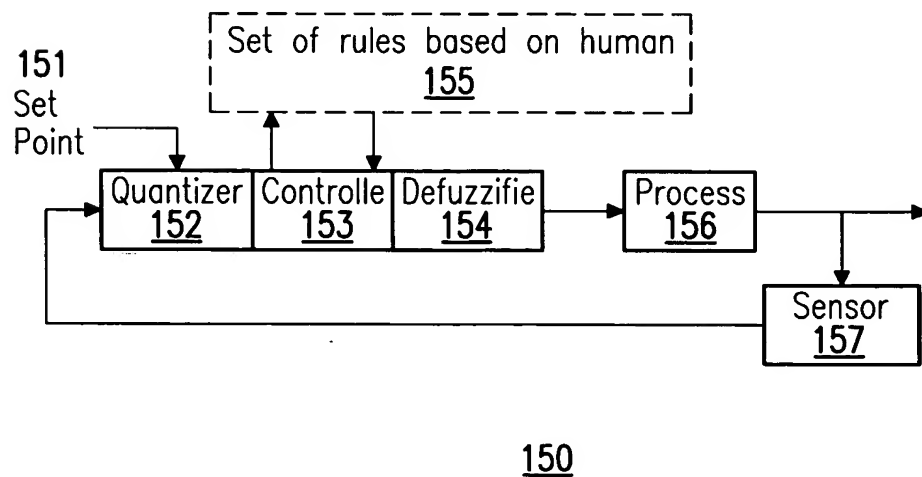 Set of rules based on human
155
151
Set
Point
Quantizer
152
Controlle
153
Defuzzifie
154
Process
156
Sensor
157
150